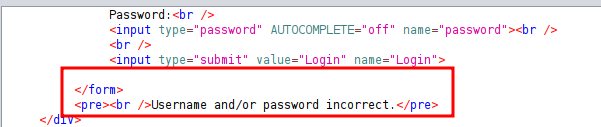 Password:<br />
<input type="password" AUTOCOMPLETE="off" name="password"><br />
<br />
<input type="submit" value="Login" name="Login">
</form>
<pre><br />Username and/or password incorrect.</pre>
</div>